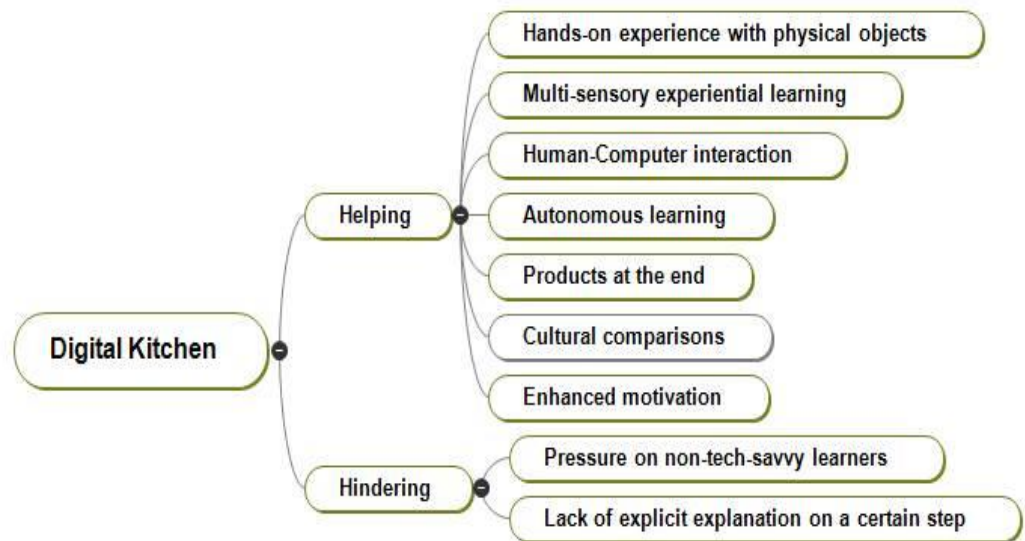 Digital Kitchen
Helping
Hands-on experience with physical objects
Multi-sensory experiential learning
Human-Computer interaction
Autonomous learning
Products at the end
Cultural comparisons
Enhanced motivation
Hindering
Pressure on non-tech-savvy learners
Lack of explicit explanation on a certain step